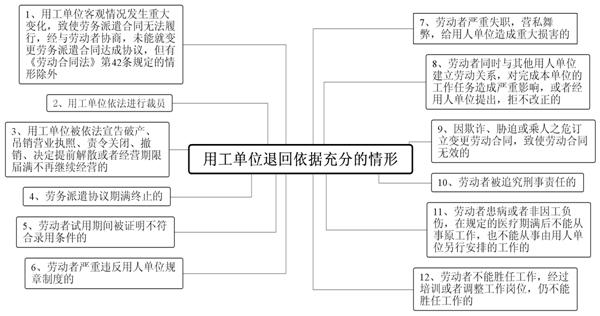 1、用工单位客观情况发生重大
变化，致使劳务派遣合同无法履
行，经与劳动者协商，未能就变
更劳务派遣合同达成协议，但有
《劳动合同法》第42条规定的情
形除外
2、用工单位依法进行裁员
3、用工单位被依法宣告破产、
吊销营业执照、责令关闭、撤
销、决定提前解散或者经营期限
届满不再继续经营的
4、劳务派遣协议期满终止的
5、劳动者试用期间被证明不符
合录用条件的
6、劳动者严重违反用人单位规
章制度的
用工单位退回依据充分的情形
7、劳动者严重失职，营私舞
弊，给用人单位造成重大损害的
8、劳动者同时与其他用人单位
建立劳动关系，对完成本单位的
工作任务造成严重影响，或者经
用人单位提出，拒不改正的
9、因欺诈、胁迫或乘人之危订
立变更劳动合同，致使劳动合同
无效的
10、劳动者被追究刑事责任的
11、劳动者患病或者非因工负
伤，在规定的医疗期满后不能从
事原工作，也不能从事由用人单
位另行安排的工作的
12、劳动者不能胜任工作，经过
培训或者调整工作岗位，仍不能
胜任工作的